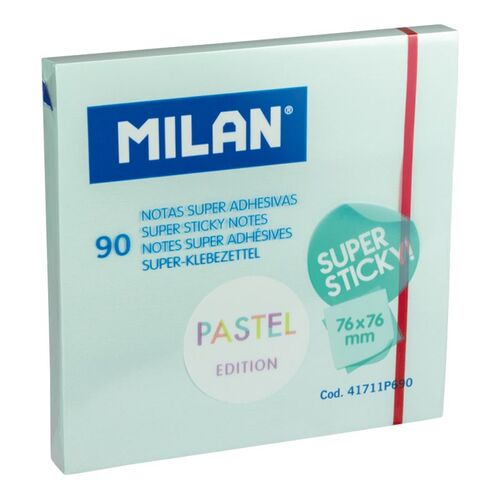 MILAN®
90
NOTAS SUPER ADHESIVAS
SUPER STICKY NOTES
NOTES SUPER ADHÉSIVES
SUPER-KLEBEZETTEL
SUPER
STICKY!
PASTEL
EDITION
76x76
mm
Cod. 41711P690